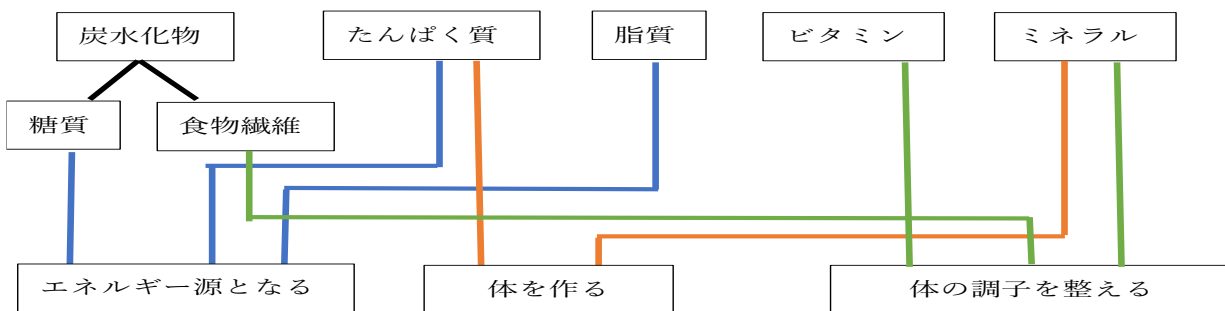 炭水化物
たんぱく質
脂質
ビタミン
ミネラル
糖質
食物繊維
エネルギー源となる
体を作る
体の調子を整える